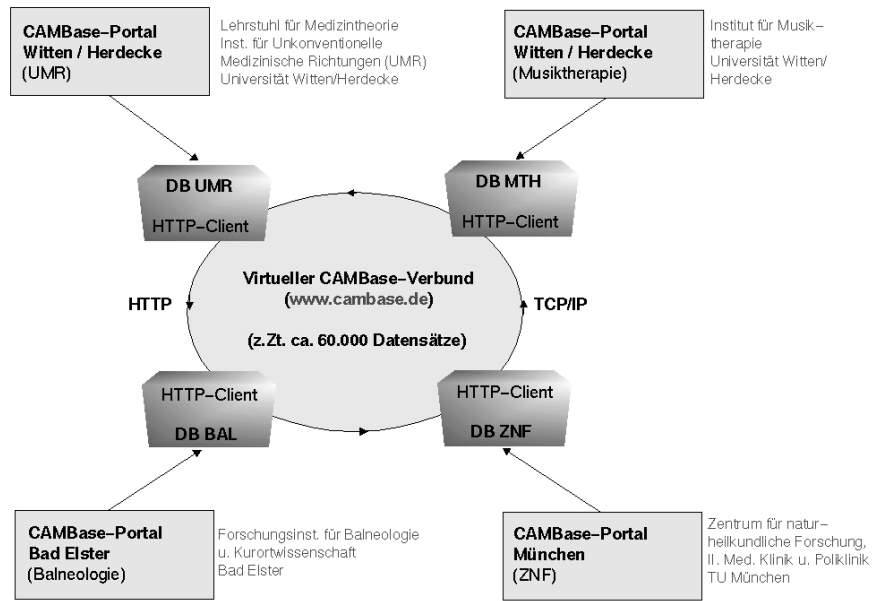 CAMBase–Portal
Witten / Herdecke
(UMR)
Lehrstuhl für Medizintheorie
Inst. für Unkonventionelle
Medizinische Richtungen (UMR)
Universität Witten/Herdecke
CAMBase–Portal
Witten / Herdecke
(Musiktherapie)
Institut für Musik–
therapie
Universität Witten/
Herdecke
DB UMR
HTTP–Client
DB MTH
HTTP–Client
Virtueller CAMBase–Verbund
(www.cambase.de)
(z.Zt. ca. 60.000 Datensätze)
HTTP
TCP/IP
HTTP–Client
DB BAL
HTTP–Client
DB ZNF
CAMBase–Portal
Bad Elster
(Balneologie)
Forschungsinst. für Balneologie
u. Kurortwissenschaft
Bad Elster
CAMBase–Portal
München
(ZNF)
Zentrum für natur–
heilkundliche Forschung,
II. Med. Klinik u. Poliklinik
TU München